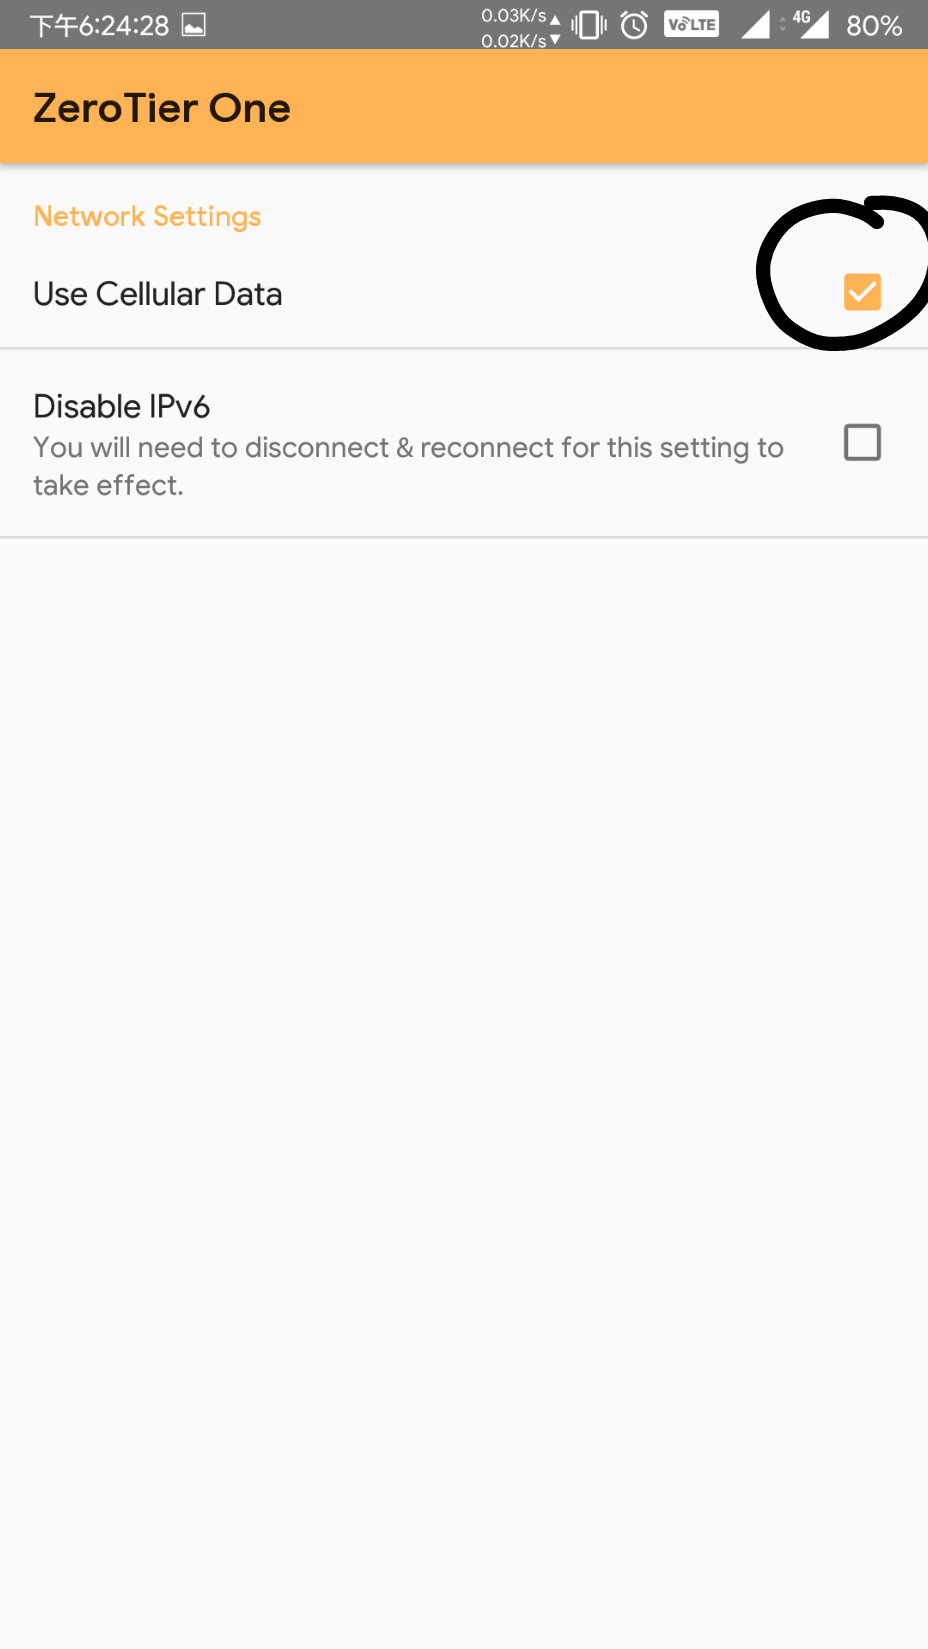 下午6:24:28
0.03K/s▲
0.02K/s▼
VoLTE
4G
80%
ZeroTier One
Network Settings
Use Cellular Data
Disable IPv6
You will need to disconnect & reconnect for this setting to
take effect.